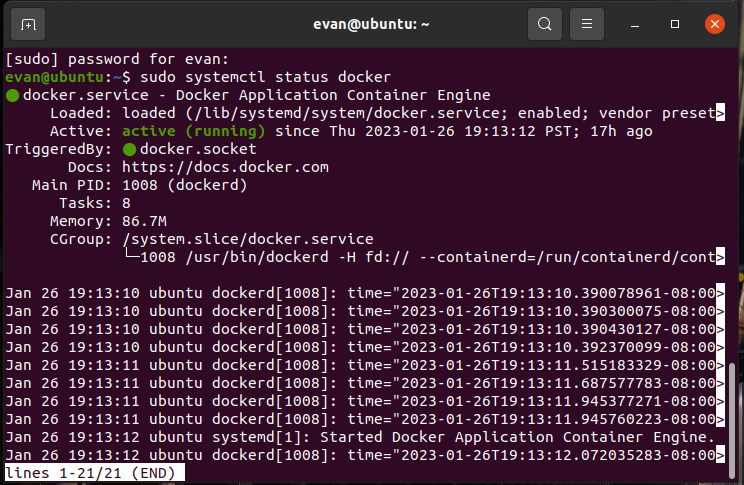 evan@ubuntu: ~
[sudo] password for evan:
evan@ubuntu:~$ sudo systemctl status docker
● docker.service - Docker Application Container Engine
     Loaded: loaded (/lib/systemd/system/docker.service; enabled; vendor preset>
     Active: active (running) since Thu 2023-01-26 19:13:12 PST; 17h ago
TriggeredBy: ● docker.socket
       Docs: https://docs.docker.com
   Main PID: 1008 (dockerd)
      Tasks: 8
     Memory: 86.7M
     CGroup: /system.slice/docker.service
             └─1008 /usr/bin/dockerd -H fd:// --containerd=/run/containerd/cont>
Jan 26 19:13:10 ubuntu dockerd[1008]: time="2023-01-26T19:13:10.390078961-08:00>
Jan 26 19:13:10 ubuntu dockerd[1008]: time="2023-01-26T19:13:10.390300075-08:00>
Jan 26 19:13:10 ubuntu dockerd[1008]: time="2023-01-26T19:13:10.390430127-08:00>
Jan 26 19:13:10 ubuntu dockerd[1008]: time="2023-01-26T19:13:10.392370099-08:00>
Jan 26 19:13:11 ubuntu dockerd[1008]: time="2023-01-26T19:13:11.515183329-08:00>
Jan 26 19:13:11 ubuntu dockerd[1008]: time="2023-01-26T19:13:11.687577783-08:00>
Jan 26 19:13:11 ubuntu dockerd[1008]: time="2023-01-26T19:13:11.945377271-08:00>
Jan 26 19:13:11 ubuntu dockerd[1008]: time="2023-01-26T19:13:11.945760223-08:00>
Jan 26 19:13:12 ubuntu systemd[1]: Started Docker Application Container Engine.
Jan 26 19:13:12 ubuntu dockerd[1008]: time="2023-01-26T19:13:12.072035283-08:00>
lines 1-21/21 (END)